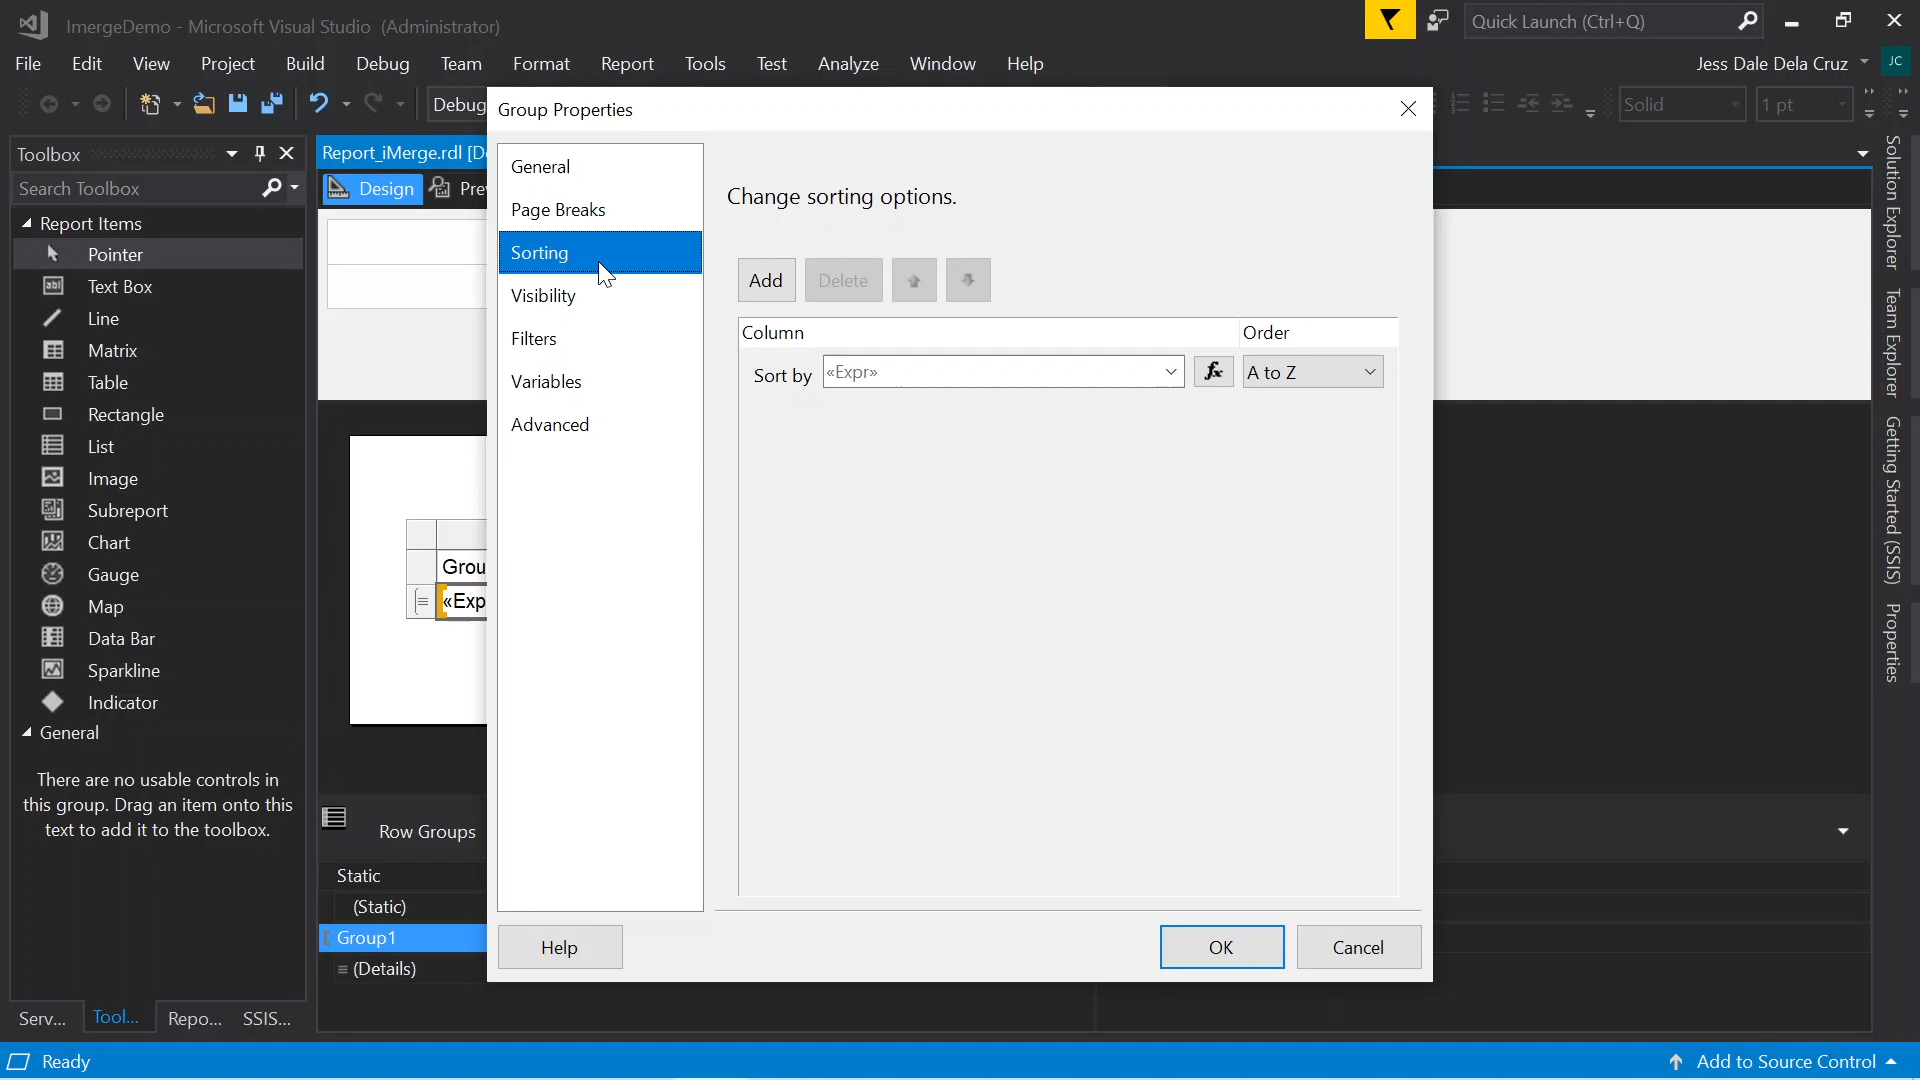 ImergeDemo - Microsoft Visual Studio (Administrator)
Quick Launch (Ctrl+Q)
File Edit View Project Build Debug Team Format Report Tools Test Analyze Window Help
Jess Dale Dela Cruz
JC
Debug
Solid
1 pt
Group Properties
Toolbox
Search Toolbox
Report Items
Pointer
Text Box
Line
Matrix
Table
Rectangle
List
Image
Subreport
Chart
Gauge
Map
Data Bar
Sparkline
Indicator
General
There are no usable controls in
this group. Drag an item onto this
text to add it to the toolbox.
Serv...
Tool...
Repo...
SSIS...
Report_iMerge.rdl [De
Design
Prev
Grou
«Exp
Row Groups
Static
(Static)
Group1
(Details)
General
Page Breaks
Sorting
Visibility
Filters
Variables
Advanced
Change sorting options.
Add
Delete
Column
Order
Sort by
«Expr»
fx
A to Z
Help
OK
Cancel
Solution Explorer
Team Explorer
Getting Started (SSIS)
Properties
Ready
Add to Source Control